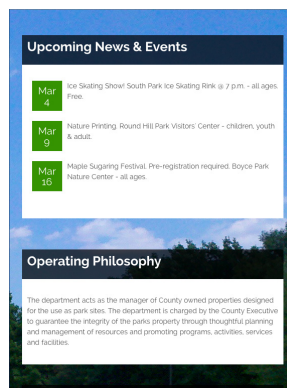 Upcoming News & Events
Mar
4
Ice Skating Show! South Park Ice Skating Rink @ 7 p.m. - all ages.
Free.
Mar
9
Nature Printing. Round Hill Park Visitors' Center - children, youth
& adult.
Mar
16
Maple Sugaring Festival. Pre-registration required. Boyce Park
Nature Center - all ages.
Operating Philosophy
The department acts as the manager of County owned properties designed
for the use as park sites. The department is charged by the County Executive
to guarantee the integrity of the parks property through thoughtful planning
and management of resources and promoting programs, activities, services
and facilities.